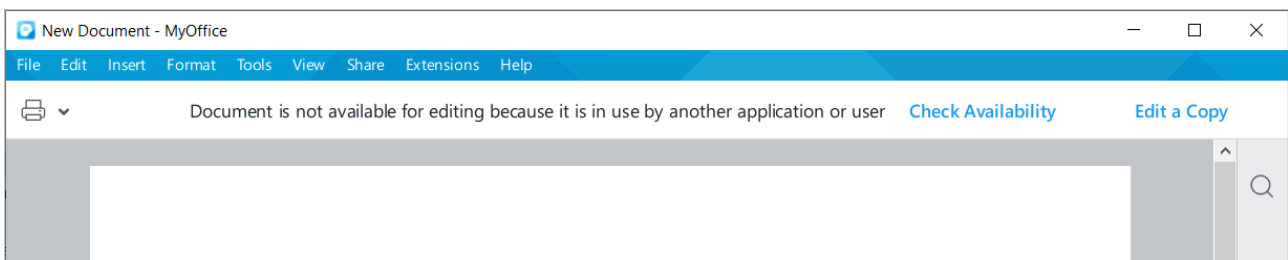 New Document - MyOffice
File Edit Insert Format Tools View Share Extensions Help
Document is not available for editing because it is in use by another application or user Check Availability Edit a Copy